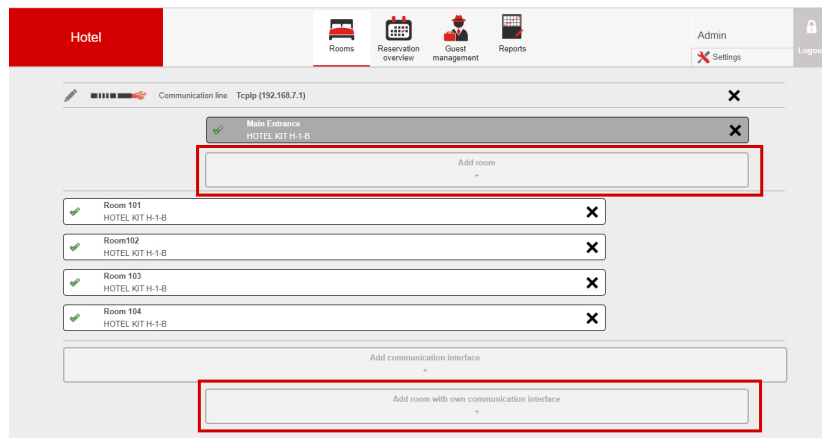 Hotel
Rooms
Reservation
overview
Guest
management
Reports
Admin
Settings
Logou
Communication line TcpIp (192.168.7.1)
Main Entrance
HOTEL KIT H-1-B
Add room
+
Room 101
HOTEL KIT H-1-B
Room102
HOTEL KIT H-1-B
Room 103
HOTEL KIT H-1-B
Room 104
HOTEL KIT H-1-B
Add communication interface
+
Add room with own communication interface
+